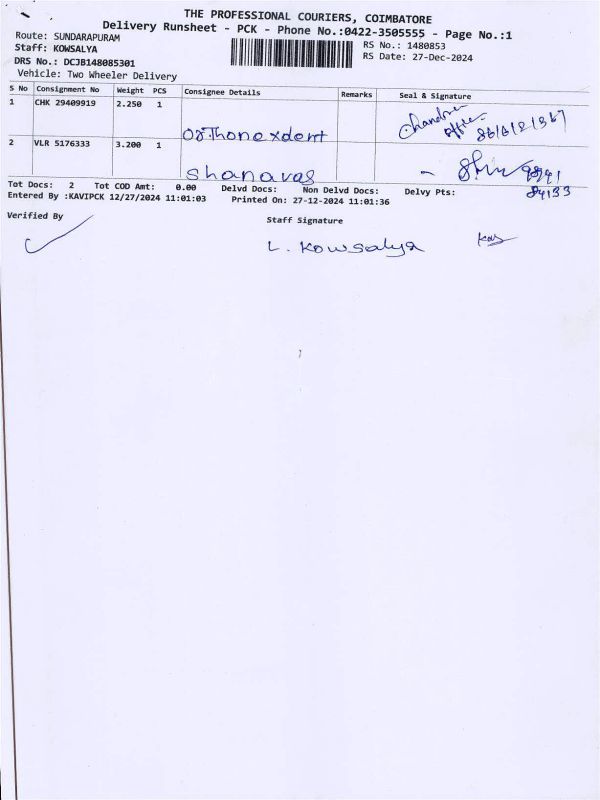 THE PROFESSIONAL COURIERS, COIMBATORE
Delivery Runsheet - PCK - Phone No.:0422-3505555 - Page No.:1
Route: SUNDARAPURAM
RS No.: 1480853
Staff: KOWSALYA
RS Date: 27-Dec-2024
DRS No.: DCJB148085301
Vehicle: Two Wheeler Delivery
S No Consignment No Weight PCS Consignee Details Remarks Seal & Signature
1 CHK 29409919 2.250 1
orthonexdent
2 VLR 5176333 3.200 1
Shanavas
Tot Docs: 2 Tot COD Amt: 0.00 Delvd Docs: Non Delvd Docs: Delvy Pts:
Entered By :KAVIPCK 12/27/2024 11:01:03 Printed On: 27-12-2024 11:01:36
Verified By
Staff Signature
L. Kowsalya